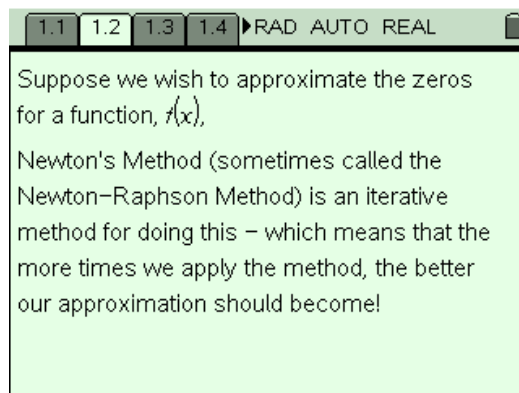 1.1 1.2 1.3 1.4 RAD AUTO REAL
Suppose we wish to approximate the zeros
for a function, f(x),
Newton's Method (sometimes called the
Newton–Raphson Method) is an iterative
method for doing this – which means that the
more times we apply the method, the better
our approximation should become!